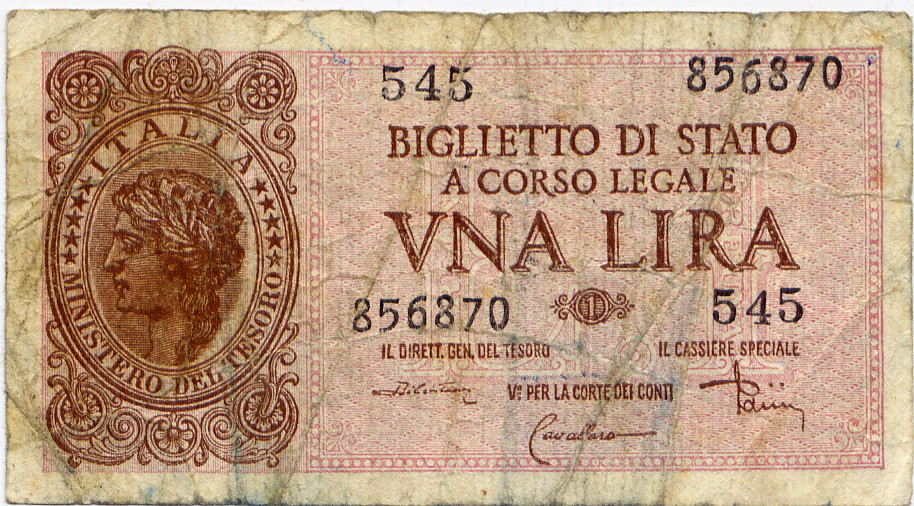 ITALIA
MINISTERO DEL TESORO
545 856870
BIGLIETTO DI STATO
A CORSO LEGALE
VNA LIRA
856870 1 545
IL DIRETT. GEN. DEL TESORO IL CASSIERE SPECIALE
Vº PER LA CORTE DEI CONTI
Cavallaro